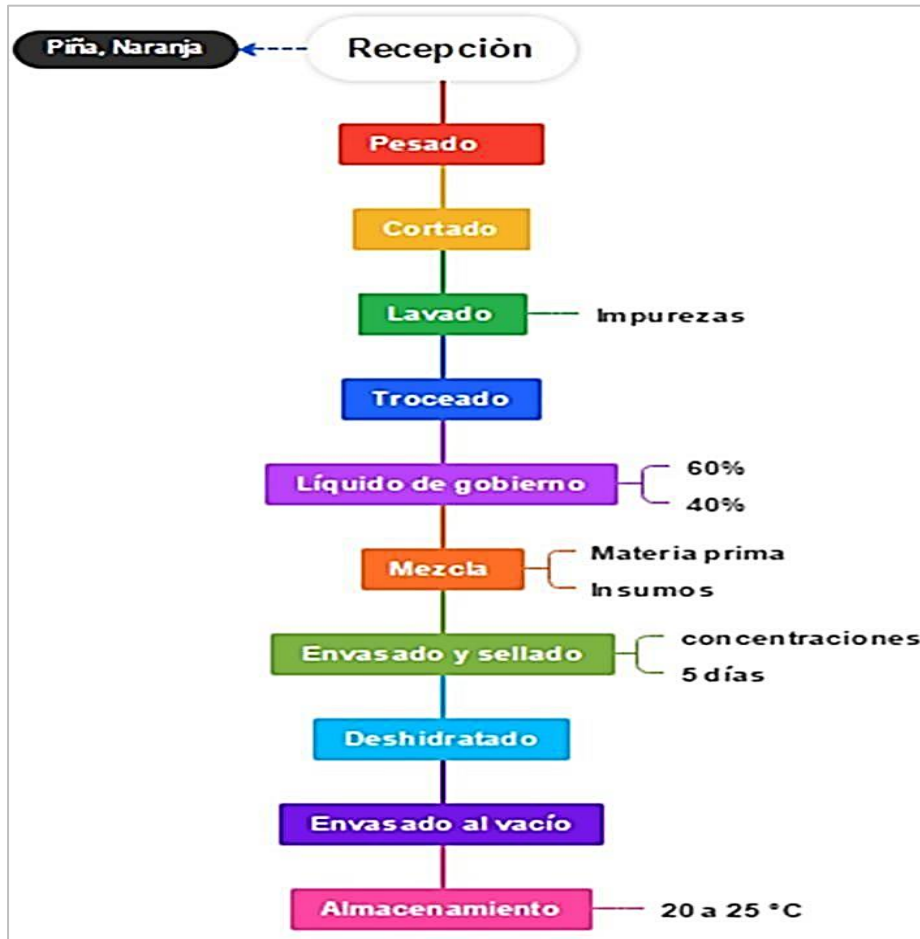 Piña, Naranja
Recepciòn
Pesado
Cortado
Lavado
Impurezas
Troceado
Líquido de gobierno
60%
40%
Mezcla
Materia prima
Insumos
Envasado y sellado
concentraciones
5 días
Deshidratado
Envasado al vacío
Almacenamiento
20 a 25 °C